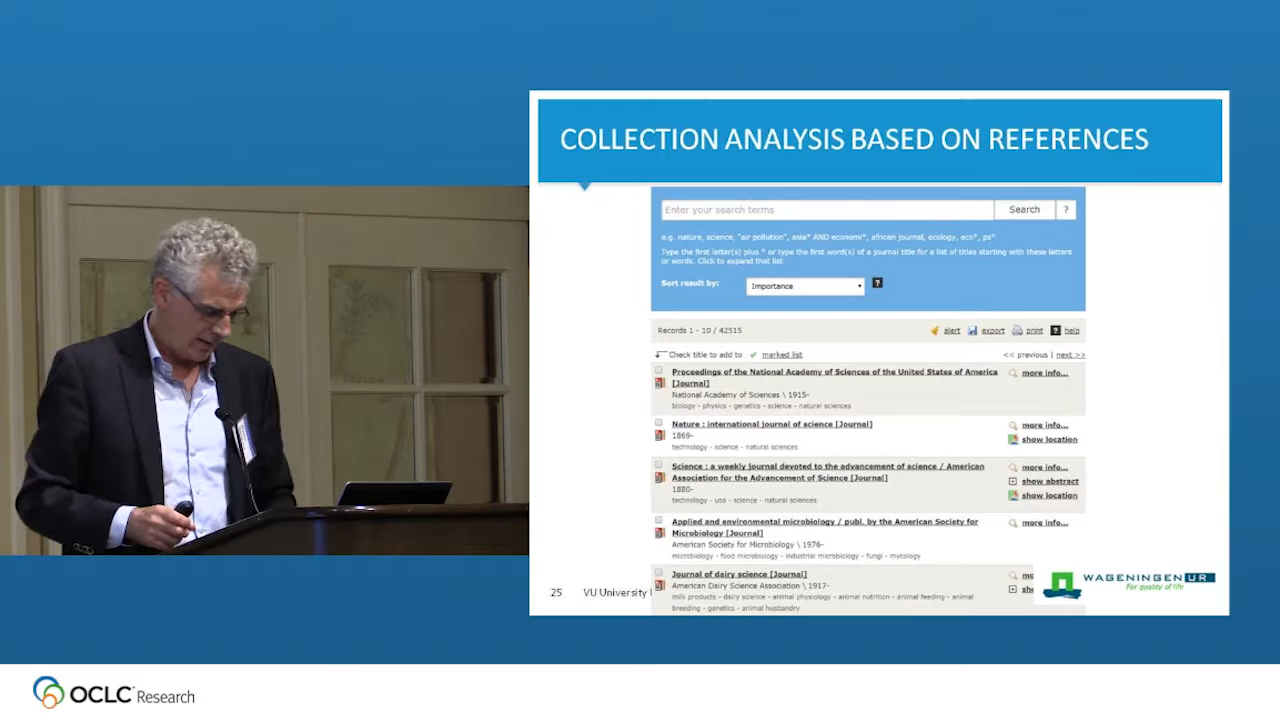 COLLECTION ANALYSIS BASED ON REFERENCES
Enter your search terms
Search
?
e.g. nature, science, "air pollution", asia* AND economi*, african journal, ecology, eco*, ps*
Type the first letter(s) plus * or type the first word(s) of a journal title for a list of titles starting with these letters
or words. Click to expand that list
Sort result by:
Importance
?
Records 1 - 10 / 42515
alert export print ? help
Check title to add to ✓ marked list
<< previous | next >>
Proceedings of the National Academy of Sciences of the United States of America
[Journal]
more info...
National Academy of Sciences \ 1915-
biology - physics - genetics - science - natural sciences
Nature : international journal of science [Journal]
more info...
1869-
show location
technology - science - natural sciences
Science : a weekly journal devoted to the advancement of science / American
Association for the Advancement of Science [Journal]
more info...
show abstract
1880-
show location
technology - usa - science - natural sciences
Applied and environmental microbiology / publ. by the American Society for
Microbiology [Journal]
more info...
American Society for Microbiology \ 1976-
microbiology - food microbiology - industrial microbiology - fungi - mycology
Journal of dairy science [Journal]
American Dairy Science Association \ 1917-
milk products - dairy science - animal physiology - animal nutrition - animal feeding - animal
breeding - genetics - animal husbandry
25 VU University
WAGENINGEN UR
For quality of life
OCLC Research